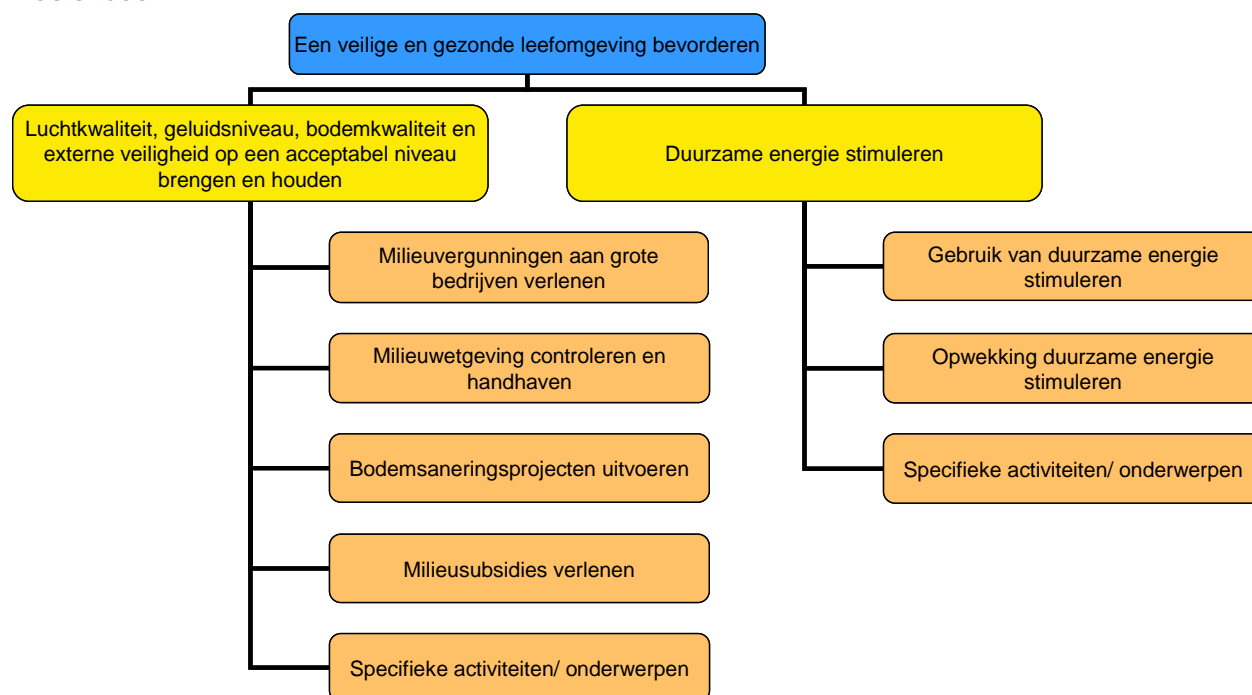 Een veilige en gezonde leefomgeving bevorderen
Luchtkwaliteit, geluidsniveau, bodemkwaliteit en
externe veiligheid op een acceptabel niveau
brengen en houden
Duurzame energie stimuleren
Milieuvergunningen aan grote
bedrijven verlenen
Milieuwetgeving controleren en
handhaven
Bodemsaneringsprojecten uitvoeren
Milieusubsidies verlenen
Specifieke activiteiten/ onderwerpen
Gebruik van duurzame energie
stimuleren
Opwekking duurzame energie
stimuleren
Specifieke activiteiten/ onderwerpen